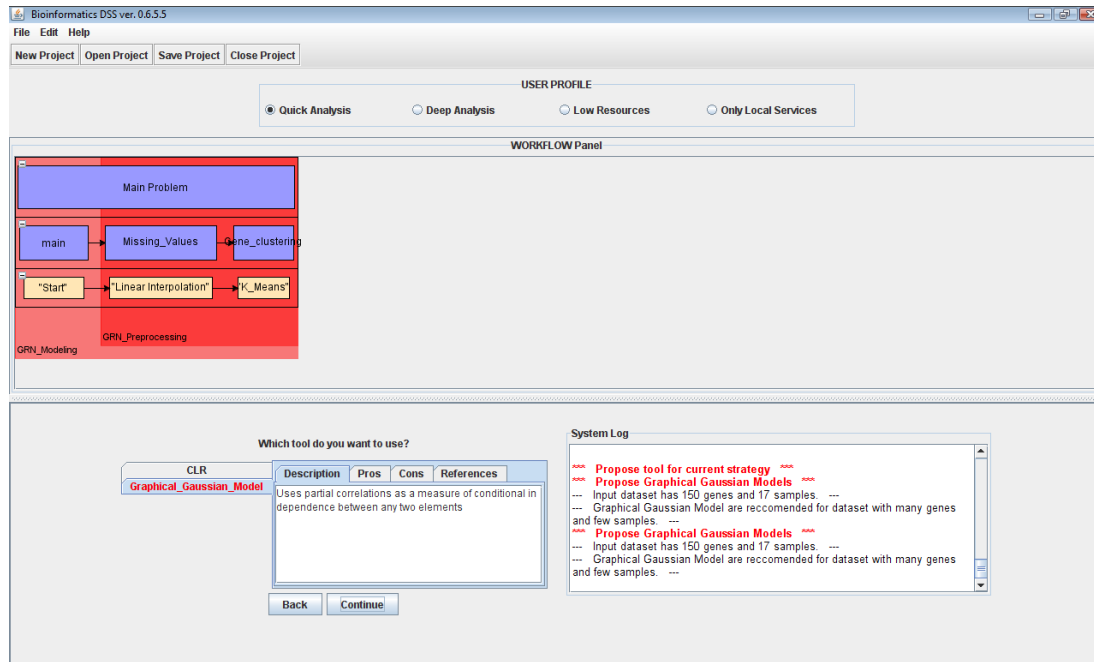 Bioinformatics DSS ver. 0.6.5.5
File Edit Help
New Project Open Project Save Project Close Project
USER PROFILE
Quick Analysis Deep Analysis Low Resources Only Local Services
WORKFLOW Panel
Main Problem
main Missing_Values Gene_clustering
"Start" "Linear Interpolation" "K_Means"
GRN_Preprocessing
GRN_Modeling
Which tool do you want to use?
CLR
Graphical_Gaussian_Model
Description Pros Cons References
Uses partial correlations as a measure of conditional in
dependence between any two elements
Back Continue
System Log
*** Propose tool for current strategy ***
*** Propose Graphical Gaussian Models ***
--- Input dataset has 150 genes and 17 samples. ---
--- Graphical Gaussian Model are reccomended for dataset with many genes
and few samples. ---
*** Propose Graphical Gaussian Models ***
--- Input dataset has 150 genes and 17 samples. ---
--- Graphical Gaussian Model are reccomended for dataset with many genes
and few samples. ---